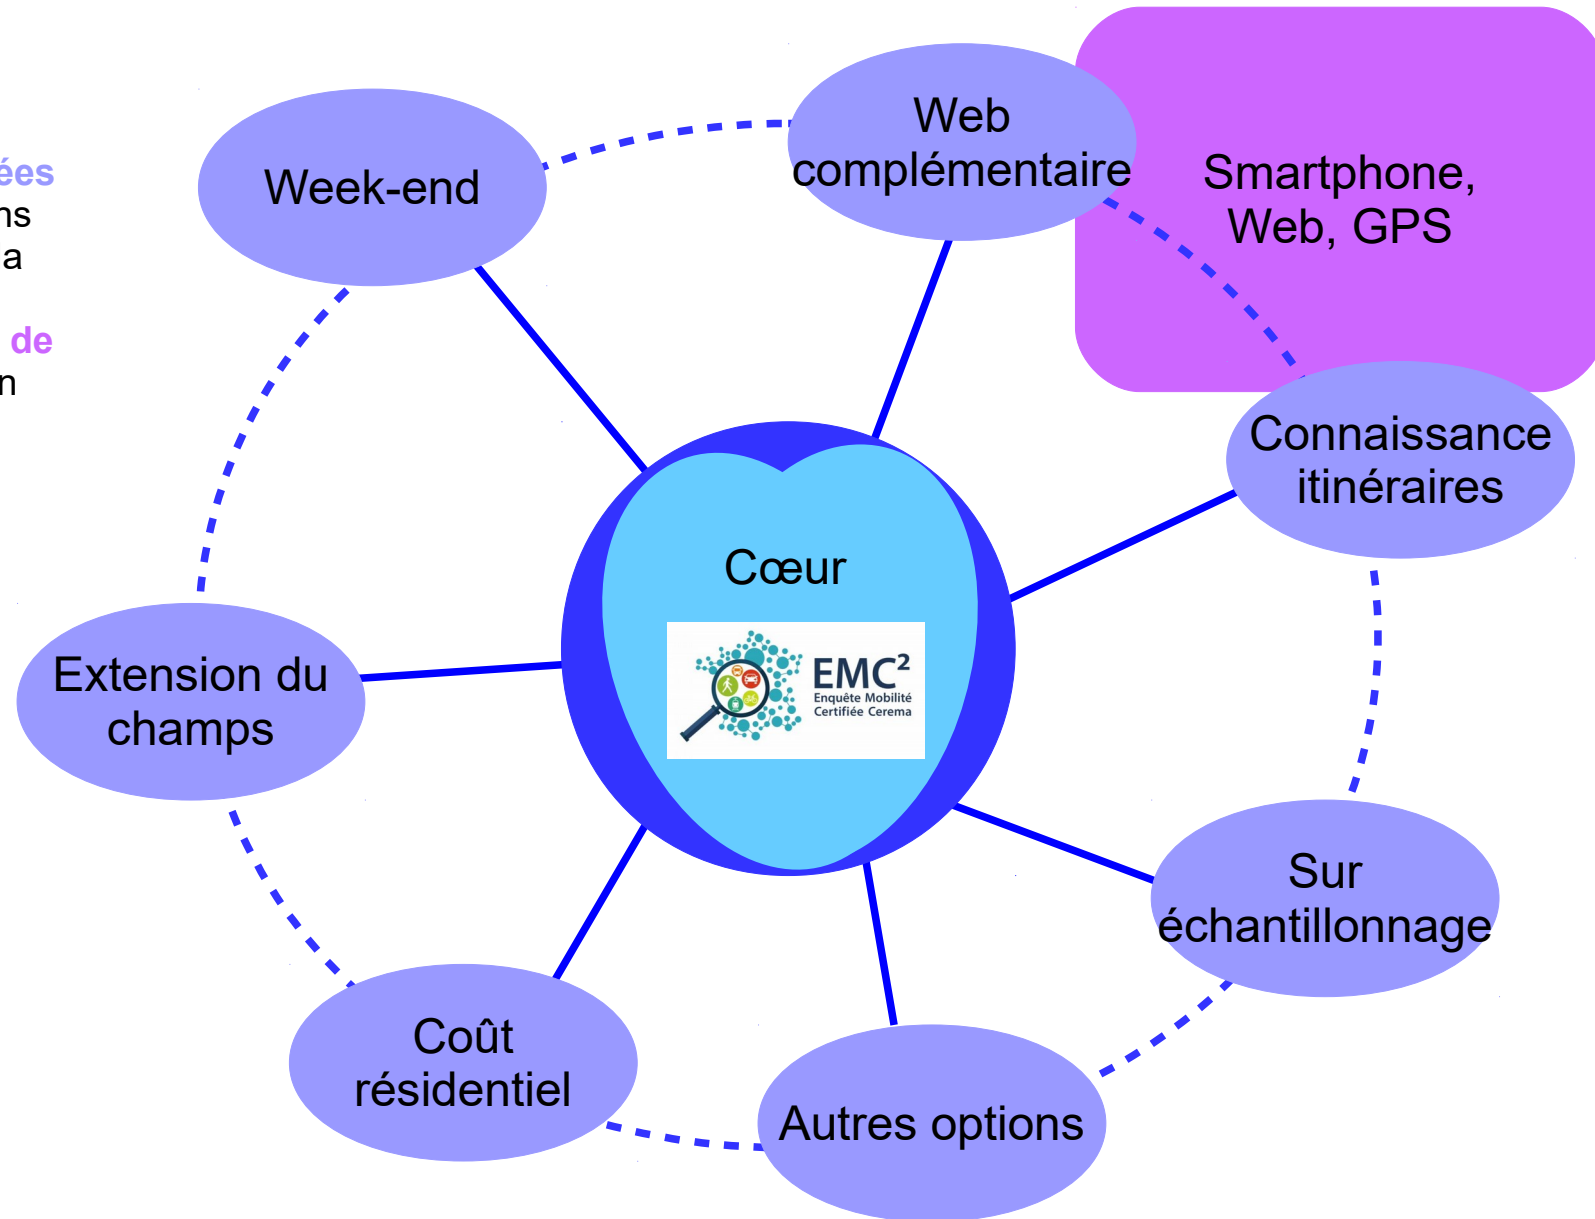 Web
complémentaire
Week-end
Smartphone,
Web, GPS
ées
ns
a
de
n
Connaissance
itinéraires
Cœur
EMC²
Enquête Mobilité
Certifiée Cerema
Extension du
champs
Sur
échantillonnage
Coût
résidentiel
Autres options